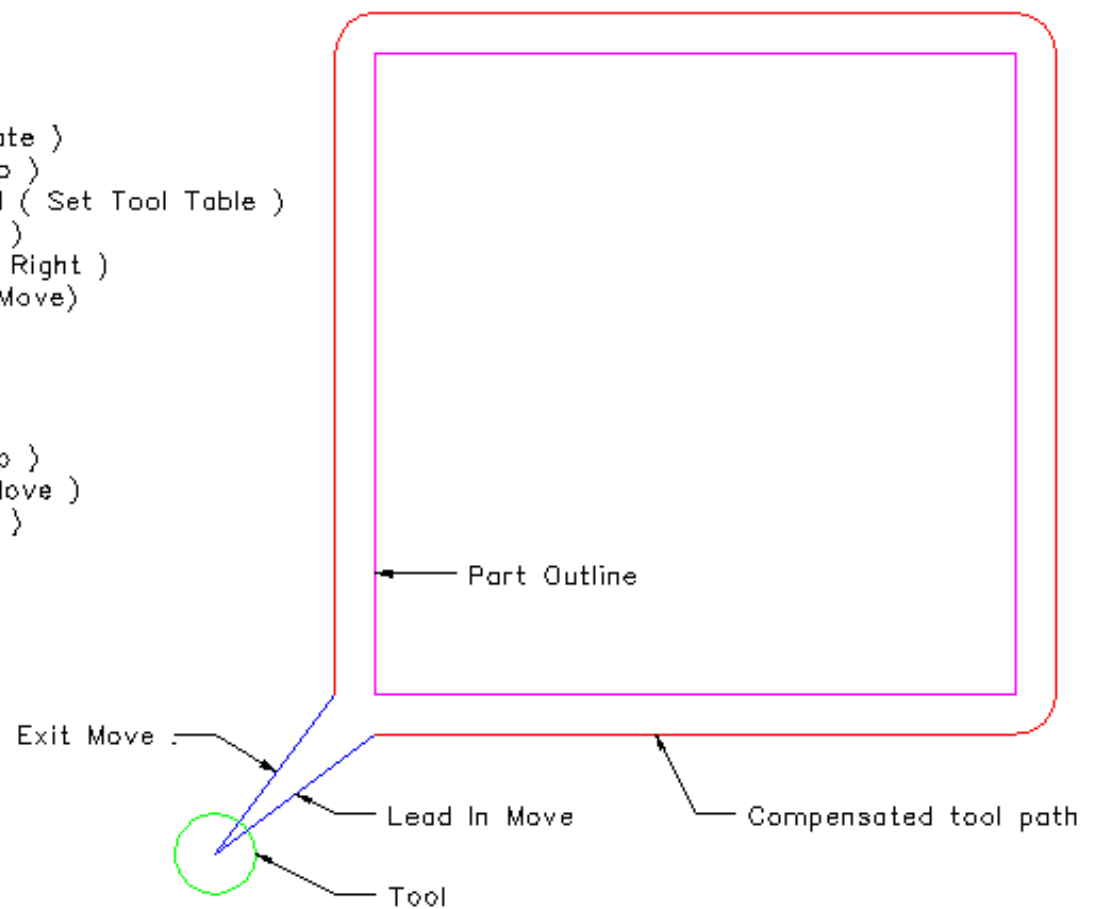 ate )
p )
( Set Tool Table )
)
Right )
Move)
p )
Move )
)
Part Outline
Exit Move
Lead In Move
Compensated tool path
Tool